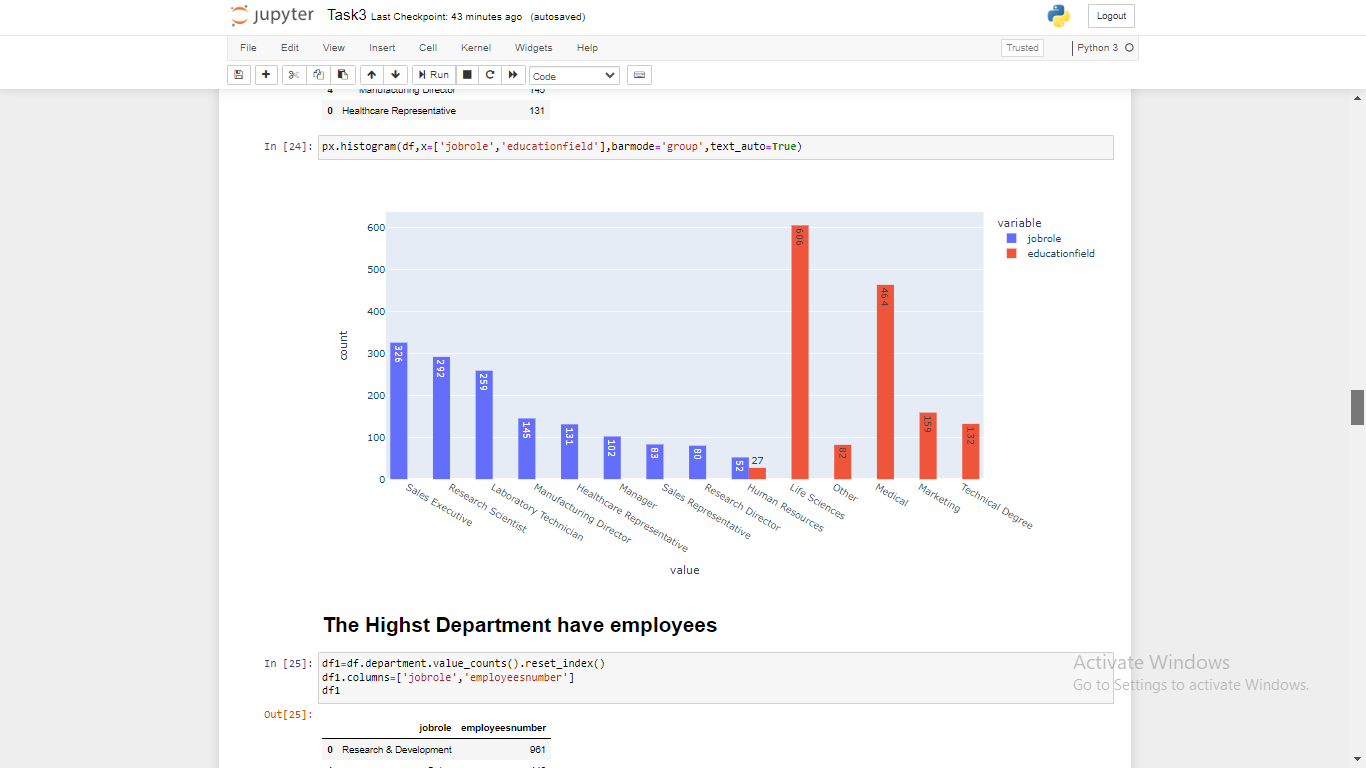 jupyter Task3 Last Checkpoint: 43 minutes ago (autosaved)
Logout
File Edit View Insert Cell Kernel Widgets Help
Trusted
Python 3
Run
Code
4 Manufacturing Director 145
0 Healthcare Representative 131
In [24]: px.histogram(df,x=['jobrole','educationfield'],barmode='group',text_auto=True)
variable
jobrole
educationfield
600
500
400
300
200
100
0
count
326
292
259
145
131
102
83
80
52
27
606
82
464
159
132
Sales Executive
Research Scientist
Laboratory Technician
Manufacturing Director
Healthcare Representative
Manager
Sales Representative
Research Director
Human Resources
Life Sciences
Other
Medical
Marketing
Technical Degree
value
The Highst Department have employees
In [25]: df1=df.department.value_counts().reset_index()
df1.columns=['jobrole','employeesnumber']
df1
Out[25]:
jobrole employeesnumber
0 Research & Development 961
Activate Windows
Go to Settings to activate Windows.